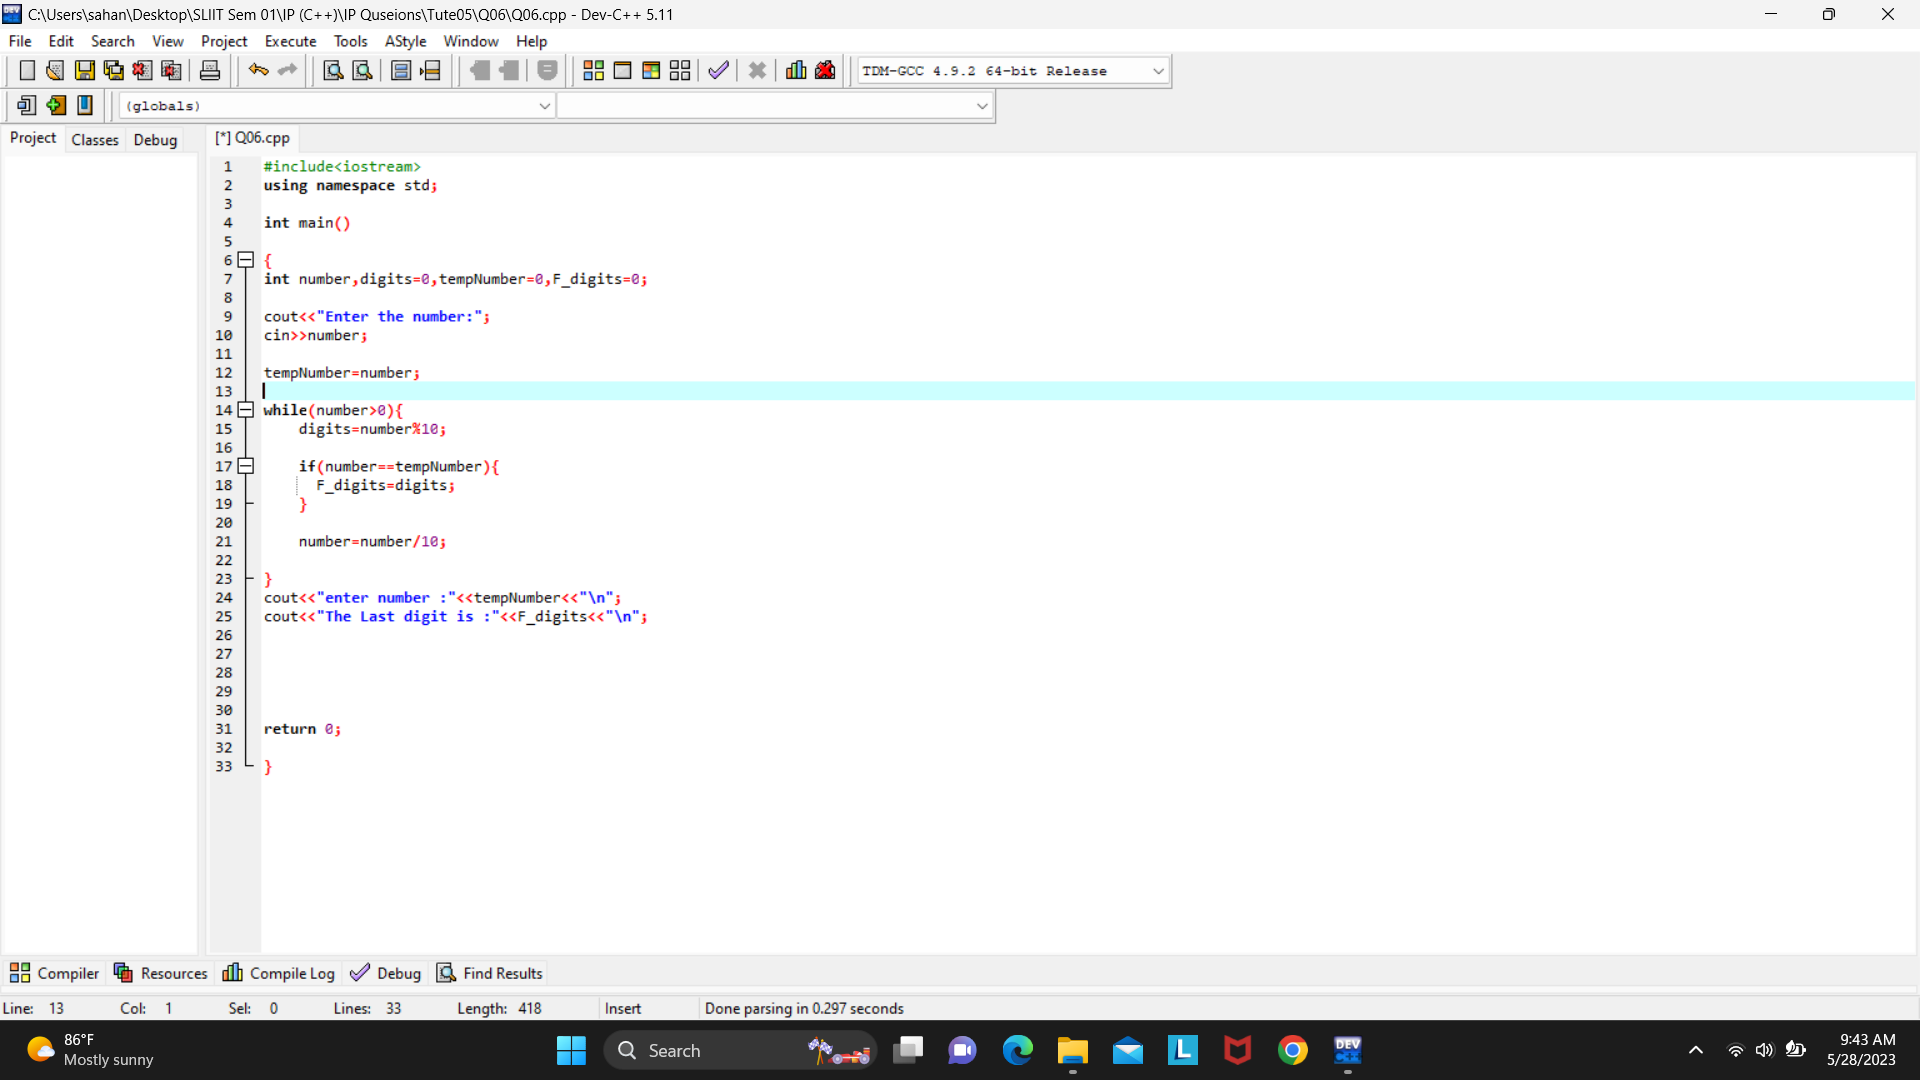 C:\Users\sahan\Desktop\SLIIT Sem 01\IP (C++)\IP Quseions\Tute05\Q06\Q06.cpp - Dev-C++ 5.11
File Edit Search View Project Execute Tools AStyle Window Help
TDM-GCC 4.9.2 64-bit Release
(globals)
Project Classes Debug [*] Q06.cpp
1 #include<iostream>
2 using namespace std;
3
4 int main()
5
6 {
7 int number,digits=0,tempNumber=0,F_digits=0;
8
9 cout<<"Enter the number:";
10 cin>>number;
11
12 tempNumber=number;
13
14 while(number>0){
15 digits=number%10;
16
17 if(number==tempNumber){
18 F_digits=digits;
19 }
20
21 number=number/10;
22
23 }
24 cout<<"enter number :"<<tempNumber<<"\n";
25 cout<<"The Last digit is :"<<F_digits<<"\n";
26
27
28
29
30
31 return 0;
32
33 }
Compiler Resources Compile Log Debug Find Results
Line: 13 Col: 1 Sel: 0 Lines: 33 Length: 418 Insert Done parsing in 0.297 seconds
86°F
Mostly sunny
Search
L
DEV
C++
9:43 AM
5/28/2023